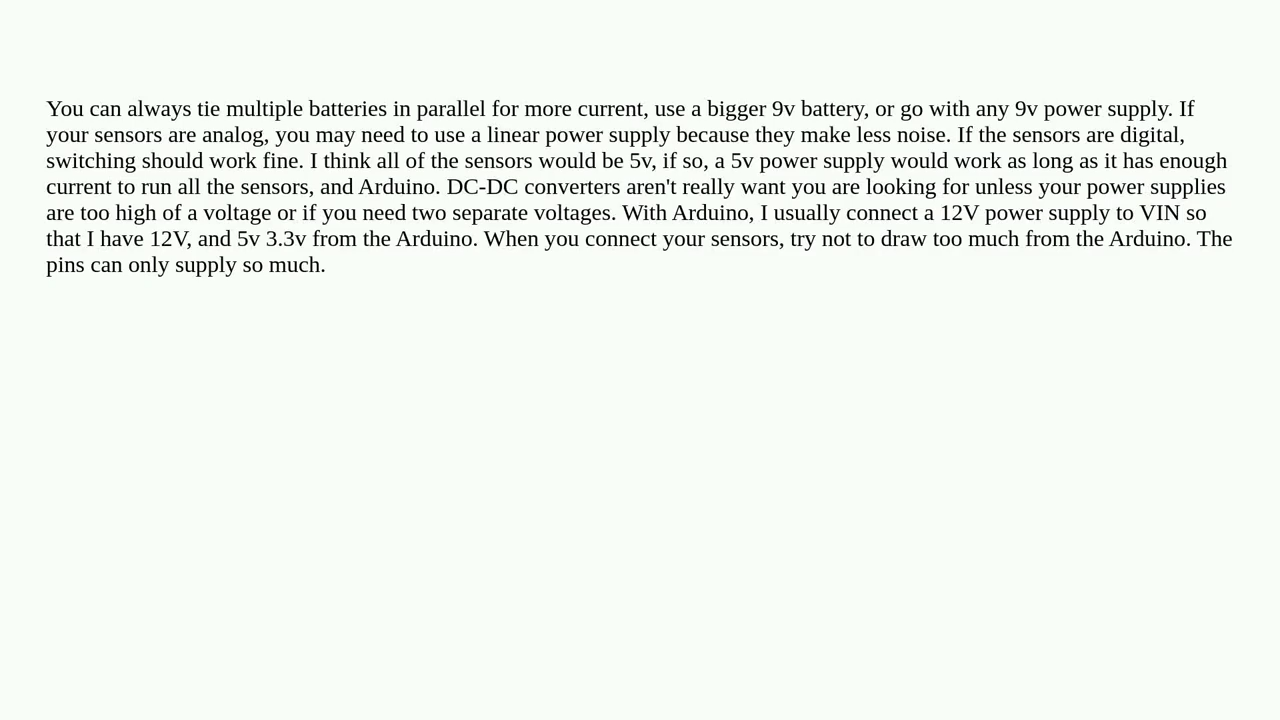 You can always tie multiple batteries in parallel for more current, use a bigger 9v battery, or go with any 9v power supply. If
your sensors are analog, you may need to use a linear power supply because they make less noise. If the sensors are digital,
switching should work fine. I think all of the sensors would be 5v, if so, a 5v power supply would work as long as it has enough
current to run all the sensors, and Arduino. DC-DC converters aren't really want you are looking for unless your power supplies
are too high of a voltage or if you need two separate voltages. With Arduino, I usually connect a 12V power supply to VIN so
that I have 12V, and 5v 3.3v from the Arduino. When you connect your sensors, try not to draw too much from the Arduino. The
pins can only supply so much.